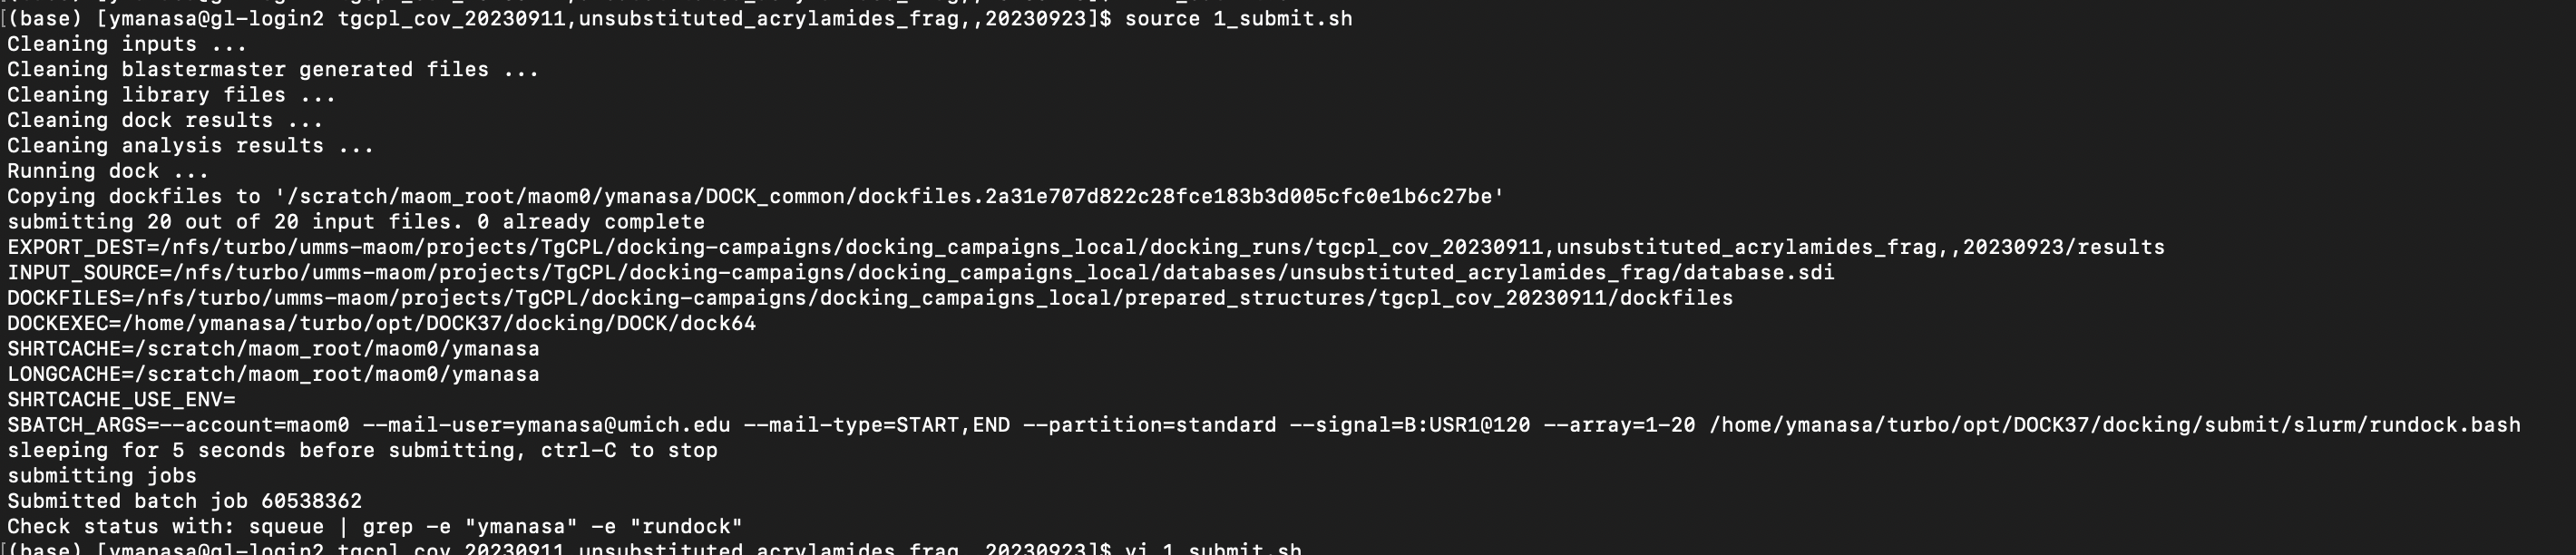 [(base) [ymanasa@gl-login2 tgcpl_cov_20230911,unsubstituted_acrylamides_frag,,20230923]$ source 1_submit.sh
Cleaning inputs ...
Cleaning blastermaster generated files ...
Cleaning library files ...
Cleaning dock results ...
Cleaning analysis results ...
Running dock ...
Copying dockfiles to '/scratch/maom_root/maom0/ymanasa/DOCK_common/dockfiles.2a31e707d822c28fce183b3d005cfc0e1b6c27be'
submitting 20 out of 20 input files. 0 already complete
EXPORT_DEST=/nfs/turbo/umms-maom/projects/TgCPL/docking-campaigns/docking_campaigns_local/docking_runs/tgcpl_cov_20230911,unsubstituted_acrylamides_frag,,20230923/results
INPUT_SOURCE=/nfs/turbo/umms-maom/projects/TgCPL/docking-campaigns/docking_campaigns_local/databases/unsubstituted_acrylamides_frag/database.sdi
DOCKFILES=/nfs/turbo/umms-maom/projects/TgCPL/docking-campaigns/docking_campaigns_local/prepared_structures/tgcpl_cov_20230911/dockfiles
DOCKEXEC=/home/ymanasa/turbo/opt/DOCK37/docking/DOCK/dock64
SHRTCACHE=/scratch/maom_root/maom0/ymanasa
LONGCACHE=/scratch/maom_root/maom0/ymanasa
SHRTCACHE_USE_ENV=
SBATCH_ARGS=--account=maom0 --mail-user=ymanasa@umich.edu --mail-type=START,END --partition=standard --signal=B:USR1@120 --array=1-20 /home/ymanasa/turbo/opt/DOCK37/docking/submit/slurm/rundock.bash
sleeping for 5 seconds before submitting, ctrl-C to stop
submitting jobs
Submitted batch job 60538362
Check status with: squeue | grep -e "ymanasa" -e "rundock"
[(base) [ymanasa@gl-login2 tgcpl_cov_20230911,unsubstituted_acrylamides_frag,,20230923]$ vi 1_submit.sh